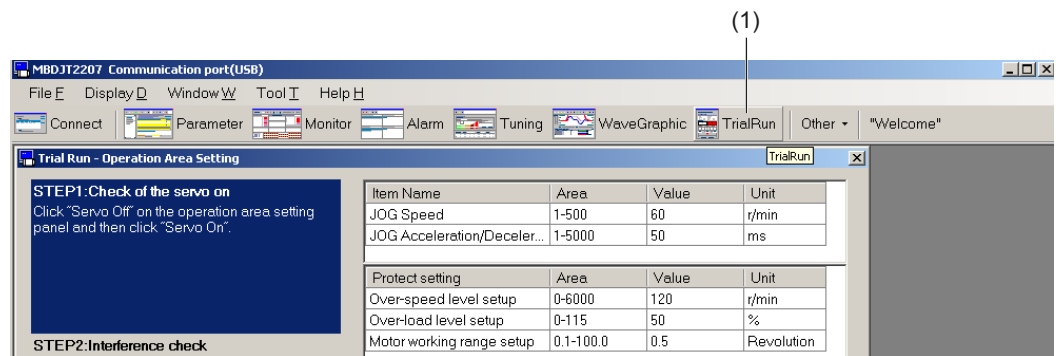 (1)
MBDJT2207 Communication port(USB)
File F Display D Window W Tool T Help H
Connect Parameter Monitor Alarm Tuning WaveGraphic TrialRun Other "Welcome"
TrialRun
Trial Run - Operation Area Setting
STEP1:Check of the servo on
Click "Servo Off" on the operation area setting
panel and then click "Servo On".
Item Name Area Value Unit
JOG Speed 1-500 60 r/min
JOG Acceleration/Deceler... 1-5000 50 ms
Protect setting Area Value Unit
Over-speed level setup 0-6000 120 r/min
Over-load level setup 0-115 50 %
Motor working range setup 0.1-100.0 0.5 Revolution
STEP2:Interference check